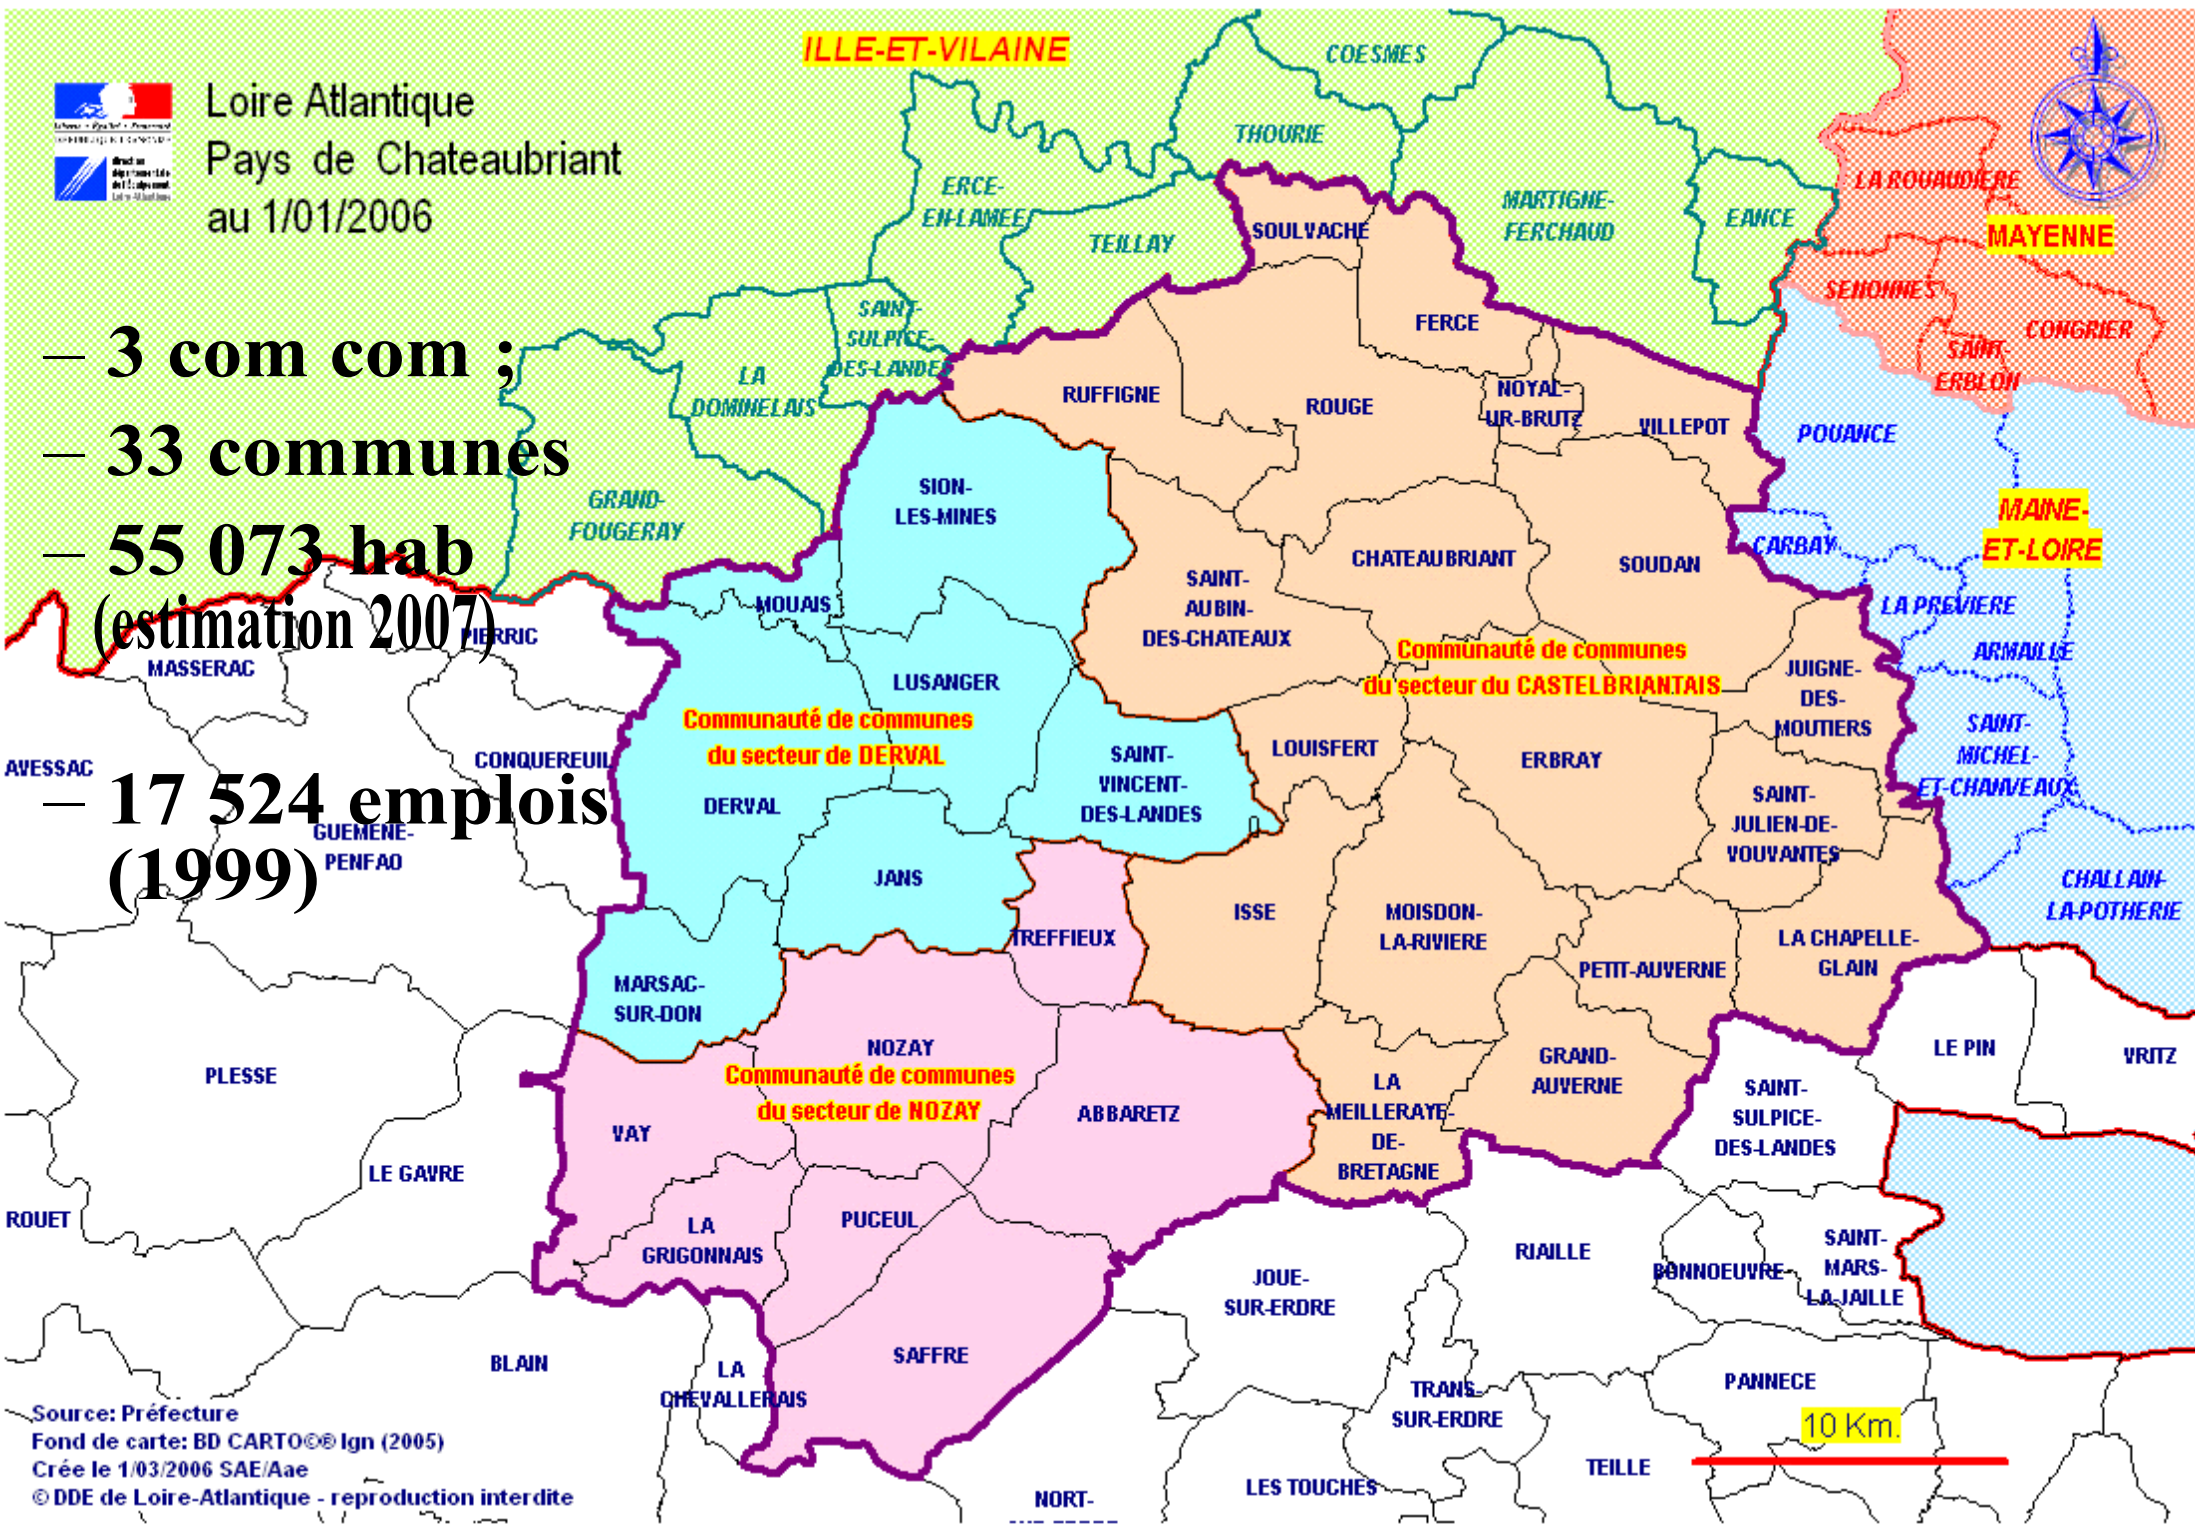 ILLE-ET-VILAINE
COESMES
Loire Atlantique
Pays de Chateaubriant
au 1/01/2006
THOURIE
LA ROUAUDIERE
ERCE-
EN-LAMEE
MARTIGNE-
FERCHAUD
EANCE
TEILLAY
SOULVACHE
MAYENNE
SENONNES
CONGRIER
SAINT-
ERBLON
SAINT-
SULPICE-
DES-LANDES
FERCE
– 3 com com ;
LA
DOMINELAIS
RUFFIGNE
ROUGE
NOYAL-
UR-BRUTZ
VILLEPOT
POUANCE
– 33 communes
GRAND-
FOUGERAY
SION-
LES-MINES
MAINE-
ET-LOIRE
– 55 073 hab
(estimation 2007)
CHATEAUBRIANT
SOUDAN
CARBAY
SAINT-
AUBIN-
DES-CHATEAUX
MOUAIS
LA PREVIERE
PIERRIC
MASSERAC
ARMAILLE
Communauté de communes
du secteur du CASTELBRIANTAIS
JUIGNE-
DES-
MOUTIERS
LUSANGER
Communauté de communes
du secteur de DERVAL
SAINT-
MICHEL-
ET-CHANVEAUX
AVESSAC
CONQUEREUIL
SAINT-
VINCENT-
DES-LANDES
LOUISFERT
ERBRAY
– 17 524 emplois
(1999)
DERVAL
SAINT-
JULIEN-DE-
VOUVANTES
GUEMENE-
PENFAO
JANS
CHALLAIN-
LA-POTHERIE
ISSE
MOISDON-
LA-RIVIERE
TREFFIEUX
LA CHAPELLE-
GLAIN
PETIT-AUVERNE
MARSAC-
SUR-DON
NOZAY
Communauté de communes
du secteur de NOZAY
GRAND-
AUVERNE
LE PIN
VRITZ
PLESSE
LA
MEILLERAYE-
DE-
BRETAGNE
ABBARETZ
SAINT-
SULPICE-
DES-LANDES
VAY
LE GAVRE
ROUET
LA
GRIGONNAIS
PUCEUL
RIAILLE
BONNOEUVRE
SAINT-
MARS-
LA-JAILLE
JOUE-
SUR-ERDRE
BLAIN
LA
CHEVALLERAIS
SAFFRE
TRANS-
SUR-ERDRE
PANNECE
10 Km.
TEILLE
LES TOUCHES
NORT-
Source: Préfecture
Fond de carte: BD CARTO©® Ign (2005)
Crée le 1/03/2006 SAE/Aae
© DDE de Loire-Atlantique - reproduction interdite